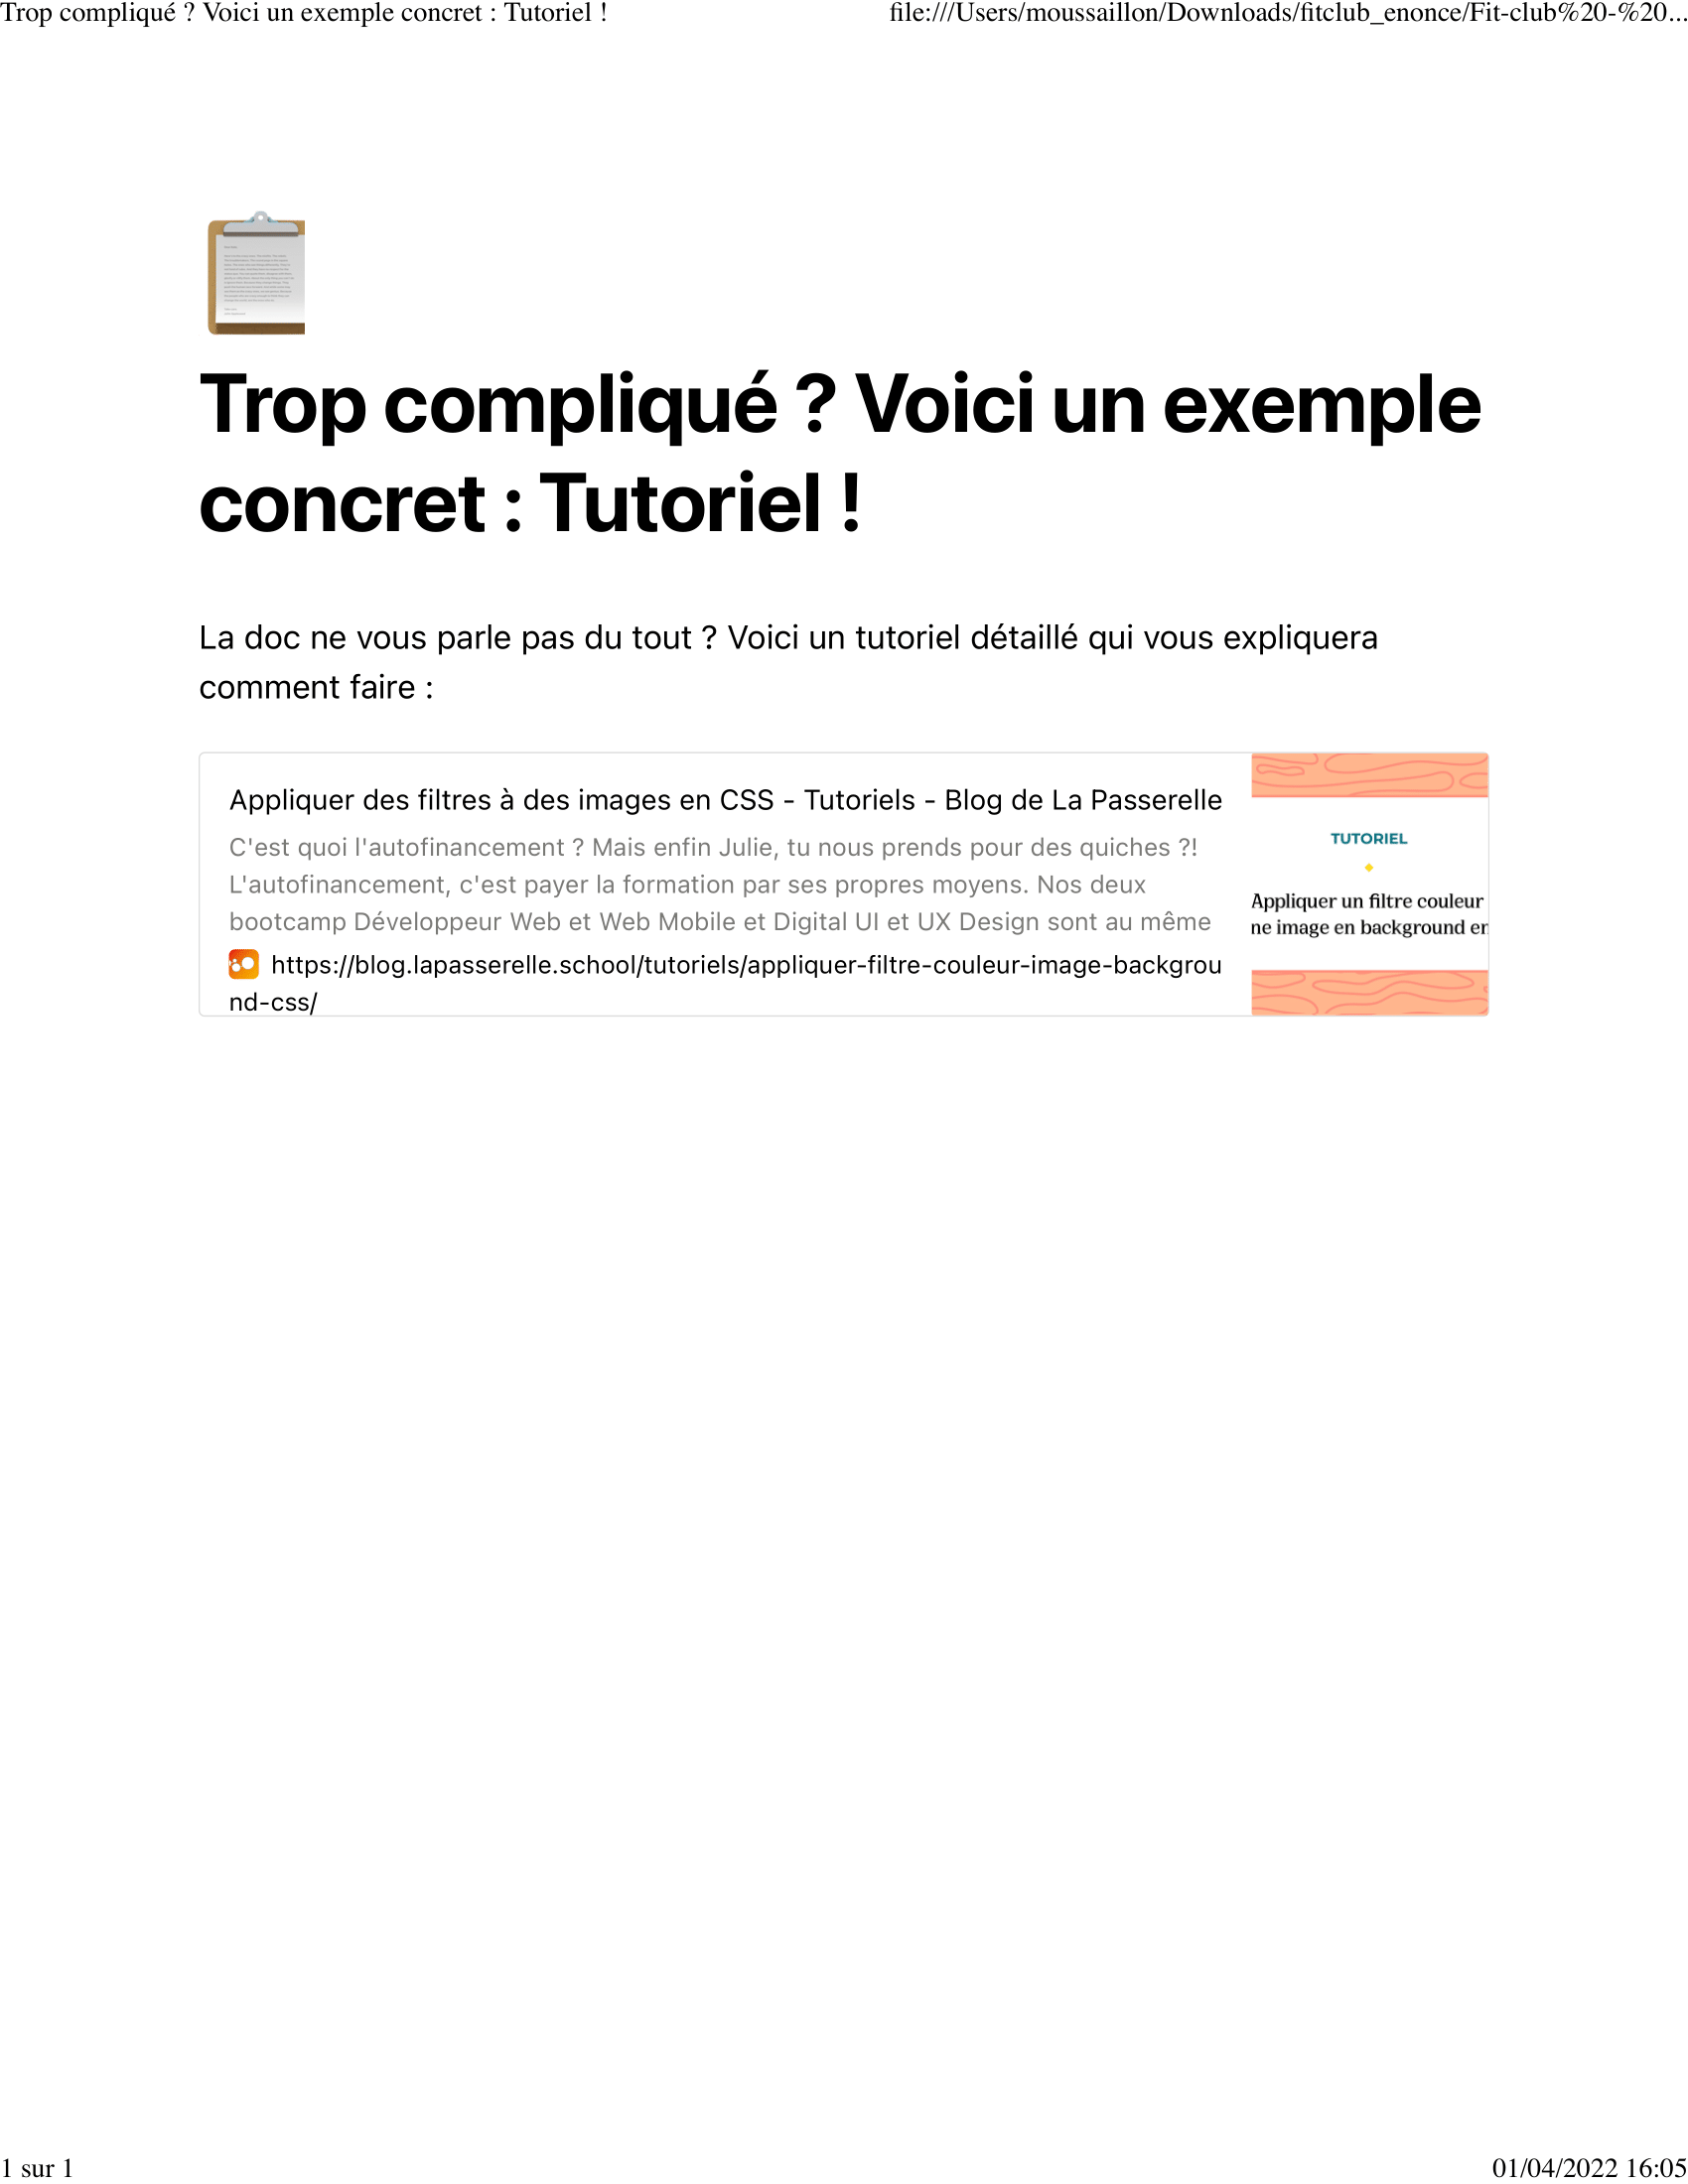 Trop compliqué ? Voici un exemple concret : Tutoriel !
file:///Users/moussaillon/Downloads/fitclub_enonce/Fit-club%20-%20...
Trop compliqué ? Voici un exemple
concret : Tutoriel !
La doc ne vous parle pas du tout ? Voici un tutoriel détaillé qui vous expliquera
comment faire :
Appliquer des filtres à des images en CSS - Tutoriels - Blog de La Passerelle
C'est quoi l'autofinancement ? Mais enfin Julie, tu nous prends pour des quiches ?!
L'autofinancement, c'est payer la formation par ses propres moyens. Nos deux
bootcamp Développeur Web et Web Mobile et Digital UI et UX Design sont au même
https://blog.lapasserelle.school/tutoriels/appliquer-filtre-couleur-image-backgrou
nd-css/
TUTORIEL
Appliquer un filtre couleur
ne image en background en
1 sur 1
01/04/2022 16:05